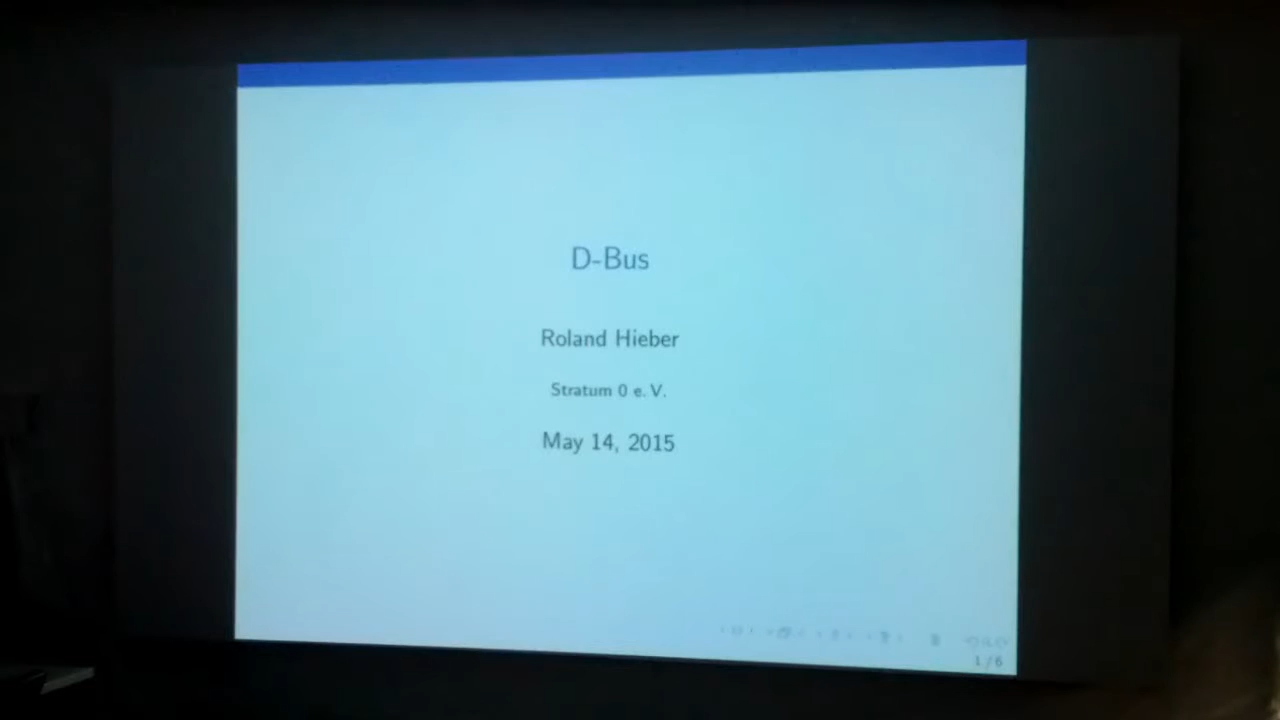 D-Bus
Roland Hieber
Stratum 0 e. V.
May 14, 2015
1 / 6